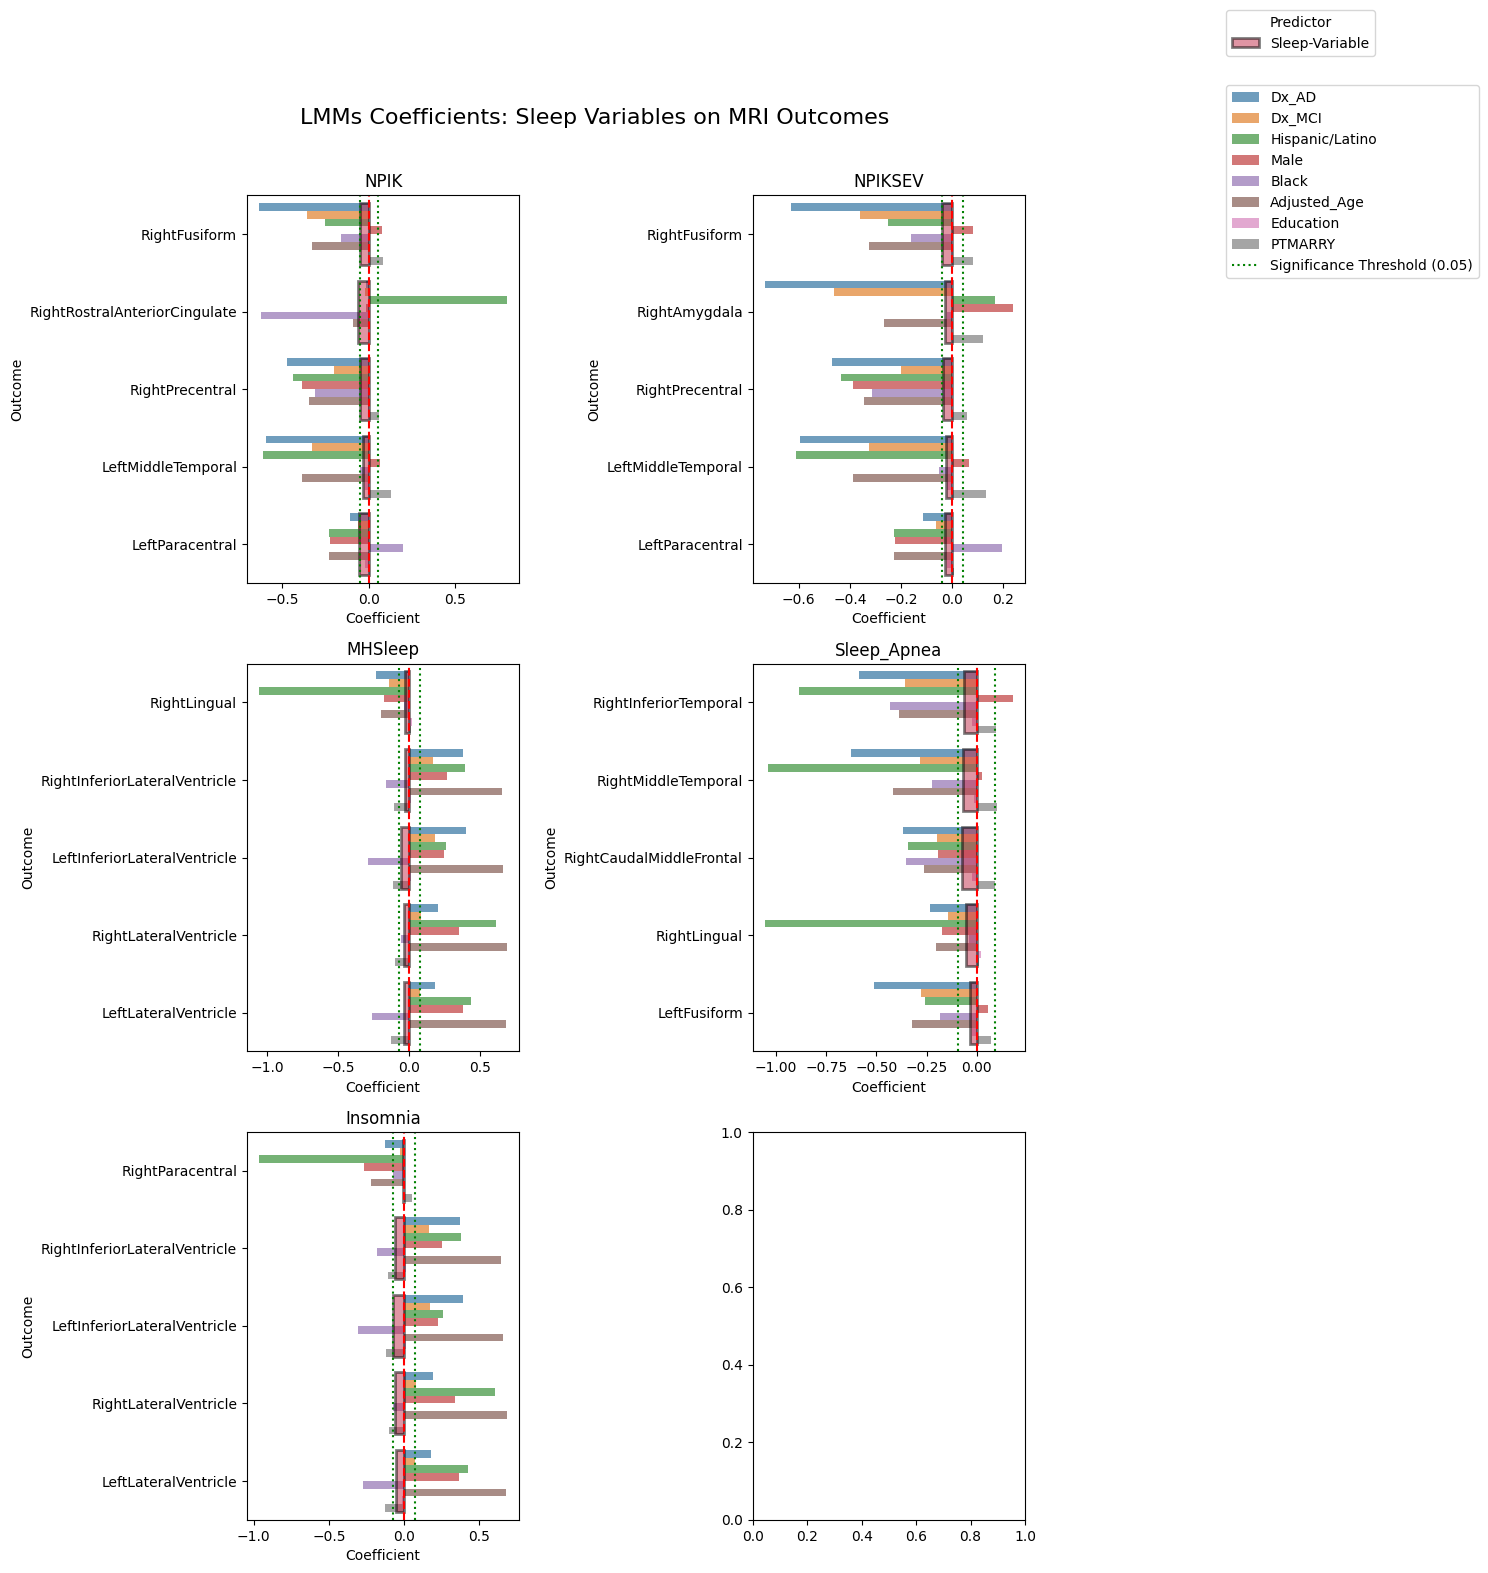 Predictor
Sleep-Variable
Dx_AD
Dx_MCI
Hispanic/Latino
Male
Black
Adjusted_Age
Education
PTMARRY
Significance Threshold (0.05)
LMMs Coefficients: Sleep Variables on MRI Outcomes
NPIK
Outcome
RightFusiform
RightRostralAnteriorCingulate
RightPrecentral
LeftMiddleTemporal
LeftParacentral
−0.5 0.0 0.5
Coefficient
NPIKSEV
Outcome
RightFusiform
RightAmygdala
RightPrecentral
LeftMiddleTemporal
LeftParacentral
−0.6 −0.4 −0.2 0.0 0.2
Coefficient
MHSleep
Outcome
RightLingual
RightInferiorLateralVentricle
LeftInferiorLateralVentricle
RightLateralVentricle
LeftLateralVentricle
−1.0 −0.5 0.0 0.5
Coefficient
Sleep_Apnea
Outcome
RightInferiorTemporal
RightMiddleTemporal
RightCaudalMiddleFrontal
RightLingual
LeftFusiform
−1.00 −0.75 −0.50 −0.25 0.00
Coefficient
Insomnia
Outcome
RightParacentral
RightInferiorLateralVentricle
LeftInferiorLateralVentricle
RightLateralVentricle
LeftLateralVentricle
−1.0 −0.5 0.0 0.5
Coefficient
1.0
0.8
0.6
0.4
0.2
0.0
0.0 0.2 0.4 0.6 0.8 1.0